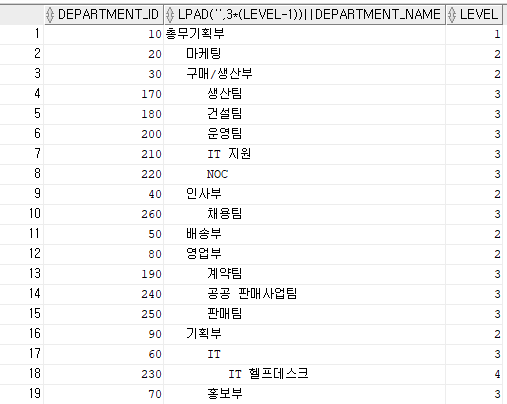 DEPARTMENT_ID LPAD('',3*(LEVEL-1))||DEPARTMENT_NAME LEVEL
1 10 총무기획부 1
2 20 마케팅 2
3 30 구매/생산부 2
4 170 생산팀 3
5 180 건설팀 3
6 200 운영팀 3
7 210 IT 지원 3
8 220 NOC 3
9 40 인사부 2
10 260 채용팀 3
11 50 배송부 2
12 80 영업부 2
13 190 계약팀 3
14 240 공공 판매사업팀 3
15 250 판매팀 3
16 90 기획부 2
17 60 IT 3
18 230 IT 헬프데스크 4
19 70 홍보부 3